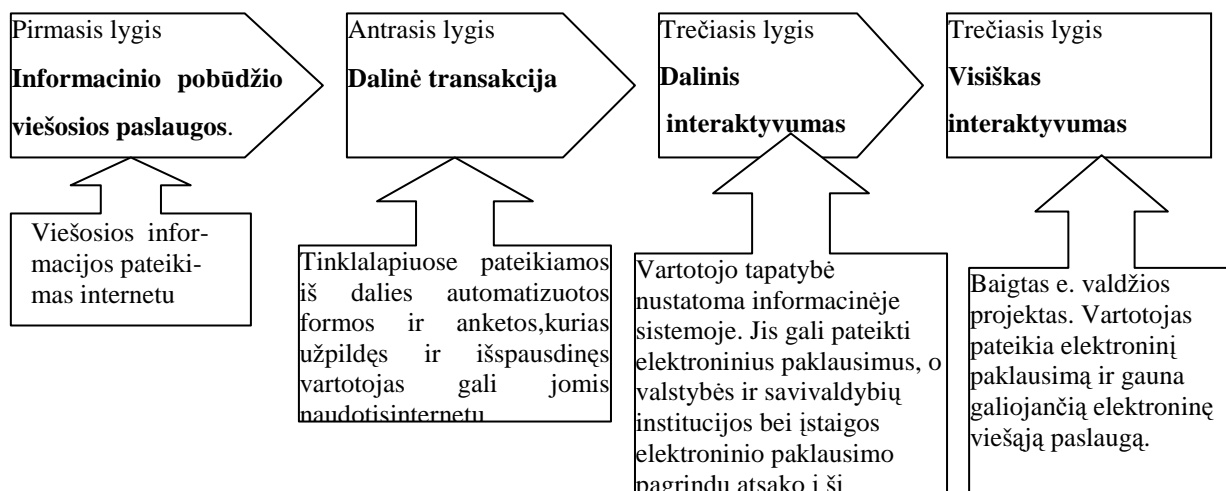 Pirmasis lygis
Informacinio pobūdžio
viešosios paslaugos.
Antrasis lygis
Dalinė transakcija
Trečiasis lygis
Dalinis
interaktyvumas
Trečiasis lygis
Visiškas
interaktyvumas
Viešosios infor-
macijos pateiki-
mas internetu
Tinklalapiuose pateikiamos
iš dalies automatizuotos
formos ir anketos,kurias
užpildęs ir išspausdinęs
vartotojas gali jomis
naudotisinternetu
Vartotojo tapatybė
nustatoma informacinėje
sistemoje. Jis gali pateikti
elektroninius paklausimus, o
valstybės ir savivaldybių
institucijos bei įstaigos
elektroninio paklausimo
pagrindu atsako į šį
Baigtas e. valdžios
projektas. Vartotojas
pateikia elektroninį
paklausimą ir gauna
galiojančią elektroninę
viešąją paslaugą.